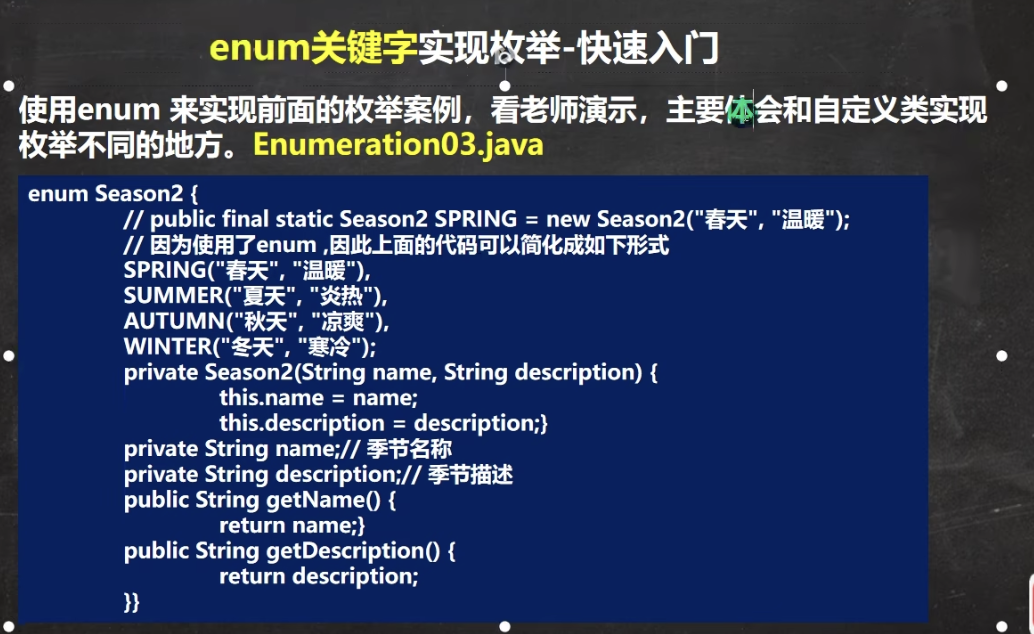 enum关键字实现枚举-快速入门
使用enum 来实现前面的枚举案例，看老师演示，主要体会和自定义类实现
枚举不同的地方。Enumeration03.java
enum Season2 {
// public final static Season2 SPRING = new Season2("春天", "温暖");
// 因为使用了enum ,因此上面的代码可以简化成如下形式
SPRING("春天", "温暖"),
SUMMER("夏天", "炎热"),
AUTUMN("秋天", "凉爽"),
WINTER("冬天", "寒冷");
private Season2(String name, String description) {
this.name = name;
this.description = description;}
private String name;// 季节名称
private String description;// 季节描述
public String getName() {
return name;}
public String getDescription() {
return description;
}}